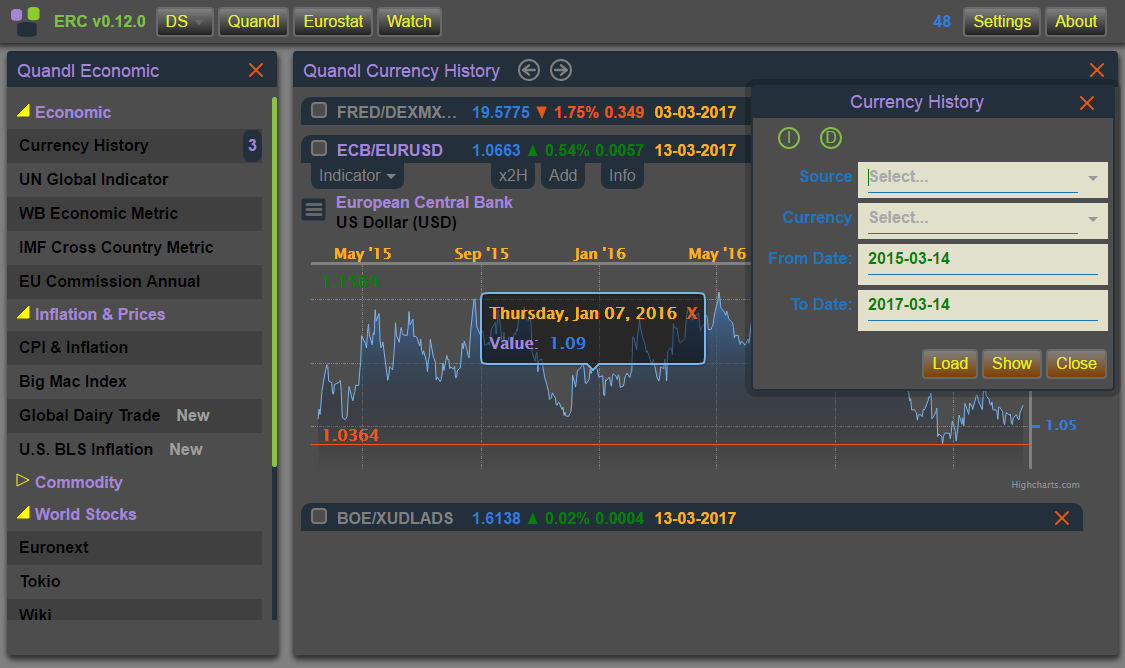 ERC v0.12.0 DS Quandl Eurostat Watch 48 Settings About
Quandl Economic
Economic
Currency History 3
UN Global Indicator
WB Economic Metric
IMF Cross Country Metric
EU Commission Annual
Inflation & Prices
CPI & Inflation
Big Mac Index
Global Dairy Trade New
U.S. BLS Inflation New
Commodity
World Stocks
Euronext
Tokio
Wiki
Quandl Currency History
FRED/DEXMX... 19.5775 ▼ 1.75% 0.349 03-03-2017
ECB/EURUSD 1.0663 ▲ 0.54% 0.0057 13-03-2017
Indicator x2H Add Info
European Central Bank
US Dollar (USD)
May '15 Sep '15 Jan '16 May '16
1.1569
Thursday, Jan 07, 2016 X
Value: 1.09
1.0364
1.05
Highcharts.com
BOE/XUDLADS 1.6138 ▲ 0.02% 0.0004 13-03-2017
Currency History
I D
Source Select...
Currency Select...
From Date: 2015-03-14
To Date: 2017-03-14
Load Show Close